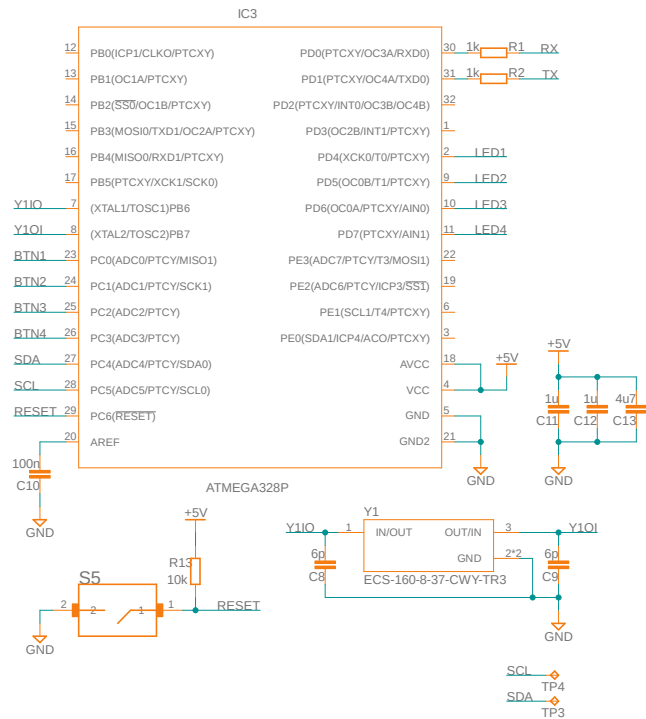 IC3
12 PB0(ICP1/CLKO/PTCXY) PD0(PTCXY/OC3A/RXD0) 30 1k R1 RX
13 PB1(OC1A/PTCXY) PD1(PTCXY/OC4A/TXD0) 31 1k R2 TX
14 PB2(SS0/OC1B/PTCXY) PD2(PTCXY/INT0/OC3B/OC4B) 32
15 PB3(MOSI0/TXD1/OC2A/PTCXY) PD3(OC2B/INT1/PTCXY) 1
16 PB4(MISO0/RXD1/PTCXY) PD4(XCK0/T0/PTCXY) 2 LED1
17 PB5(PTCXY/XCK1/SCK0) PD5(OC0B/T1/PTCXY) 9 LED2
Y1IO 7 (XTAL1/TOSC1)PB6 PD6(OC0A/PTCXY/AIN0) 10 LED3
Y1OI 8 (XTAL2/TOSC2)PB7 PD7(PTCXY/AIN1) 11 LED4
BTN1 23 PC0(ADC0/PTCY/MISO1) PE3(ADC7/PTCY/T3/MOSI1) 22
BTN2 24 PC1(ADC1/PTCY/SCK1) PE2(ADC6/PTCY/ICP3/SS1) 19
BTN3 25 PC2(ADC2/PTCY) PE1(SCL1/T4/PTCXY) 6
BTN4 26 PC3(ADC3/PTCY) PE0(SDA1/ICP4/ACO/PTCXY) 3
SDA 27 PC4(ADC4/PTCY/SDA0) AVCC 18 +5V
SCL 28 PC5(ADC5/PTCY/SCL0) VCC 4
RESET 29 PC6(RESET) GND 5
20 AREF GND2 21
+5V
1u 1u 4u7
C11 C12 C13
100n
C10
GND GND GND
ATMEGA328P
+5V
R13
10k
S5
2 2 1 1 RESET
GND
Y1
Y1IO 1 IN/OUT OUT/IN 3 Y1OI
6p GND 2*2 6p
C8 ECS-160-8-37-CWY-TR3 C9
GND
SCL
TP4
SDA
TP3